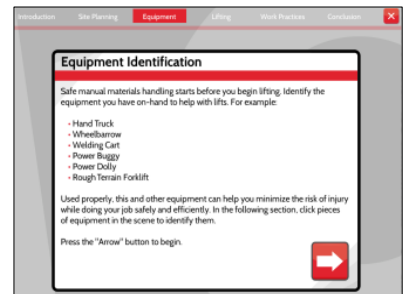 Introduction Site Planning Equipment Lifting Work Practices Conclusion
Equipment Identification
Safe manual materials handling starts before you begin lifting. Identify the
equipment you have on-hand to help with lifts. For example:
• Hand Truck
• Wheelbarrow
• Welding Cart
• Power Buggy
• Power Dolly
• Rough Terrain Forklift
Used properly, this and other equipment can help you minimize the risk of injury
while doing your job safely and efficiently. In the following section, click pieces
of equipment in the scene to identify them.
Press the "Arrow" button to begin.